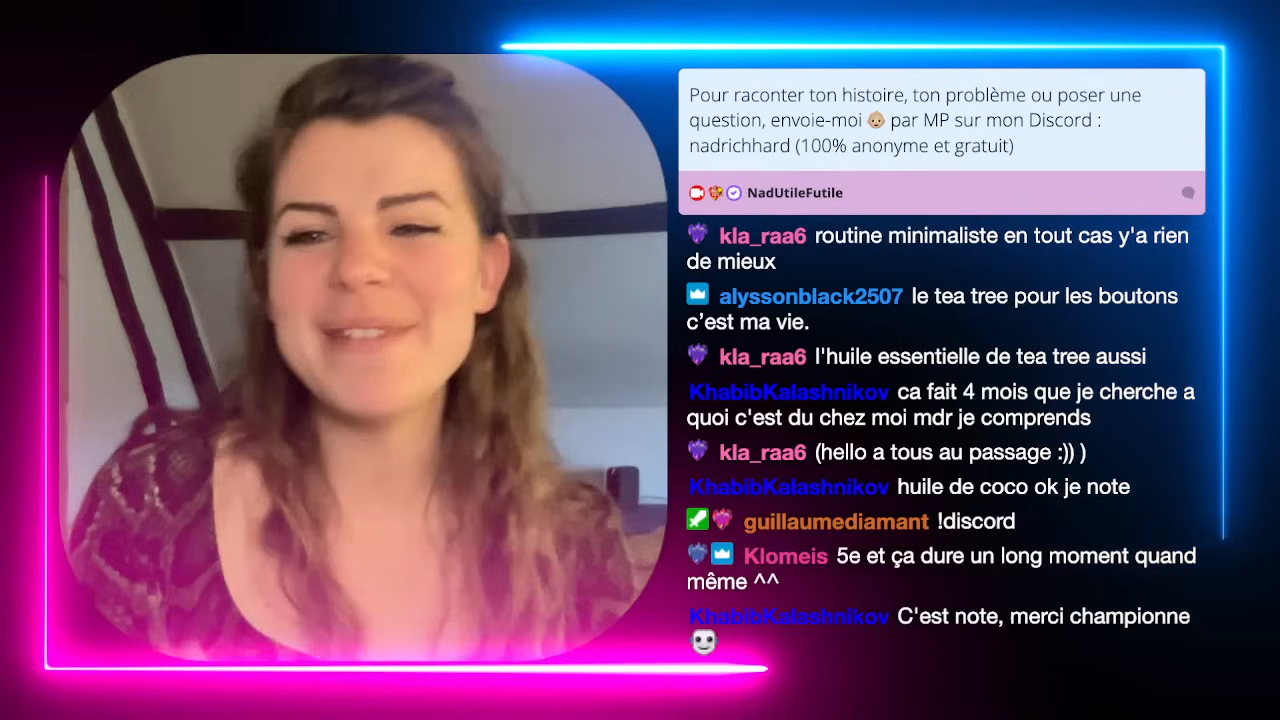 Pour raconter ton histoire, ton problème ou poser une
question, envoie-moi 👶🏼 par MP sur mon Discord :
nadrichhard (100% anonyme et gratuit)
NadUtileFutile
kla_raa6 routine minimaliste en tout cas y'a rien
de mieux
alyssonblack2507 le tea tree pour les boutons
c’est ma vie.
kla_raa6 l'huile essentielle de tea tree aussi
KhabibKalashnikov ca fait 4 mois que je cherche a
quoi c'est du chez moi mdr je comprends
kla_raa6 (hello a tous au passage :)) )
KhabibKalashnikov huile de coco ok je note
guillaumediamant !discord
Klomeis 5e et ça dure un long moment quand
même ^^
KhabibKalashnikov C'est note, merci championne